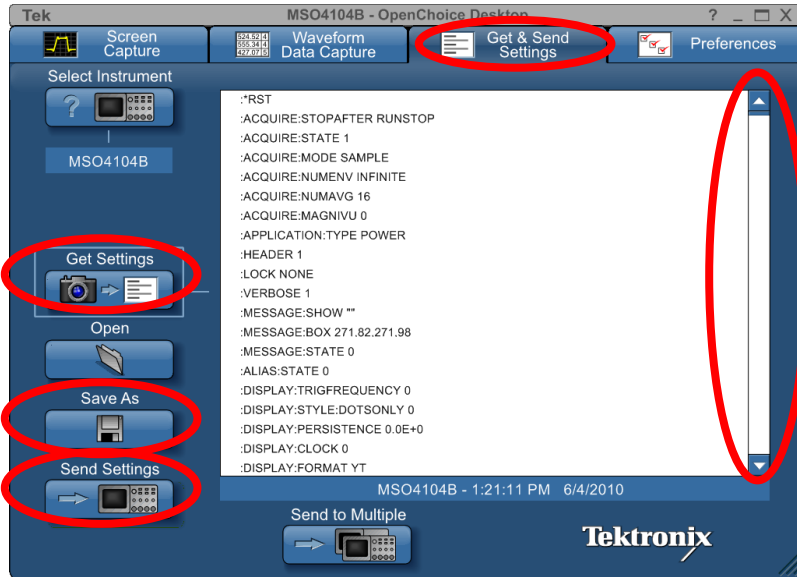 Tek
MSO4104B - OpenChoice Desktop
? _ X
Screen
Capture
524.52 4
555.34 4
427.07 5
Waveform
Data Capture
Get & Send
Settings
Preferences
Select Instrument
?
MSO4104B
Get Settings
Open
Save As
Send Settings
:*RST
:ACQUIRE:STOPAFTER RUNSTOP
:ACQUIRE:STATE 1
:ACQUIRE:MODE SAMPLE
:ACQUIRE:NUMENV INFINITE
:ACQUIRE:NUMAVG 16
:ACQUIRE:MAGNIVU 0
:APPLICATION:TYPE POWER
:HEADER 1
:LOCK NONE
:VERBOSE 1
:MESSAGE:SHOW ""
:MESSAGE:BOX 271.82.271.98
:MESSAGE:STATE 0
:ALIAS:STATE 0
:DISPLAY:TRIGFREQUENCY 0
:DISPLAY:STYLE:DOTSONLY 0
:DISPLAY:PERSISTENCE 0.0E+0
:DISPLAY:CLOCK 0
:DISPLAY:FORMAT YT
MSO4104B - 1:21:11 PM 6/4/2010
Send to Multiple
Tektronix